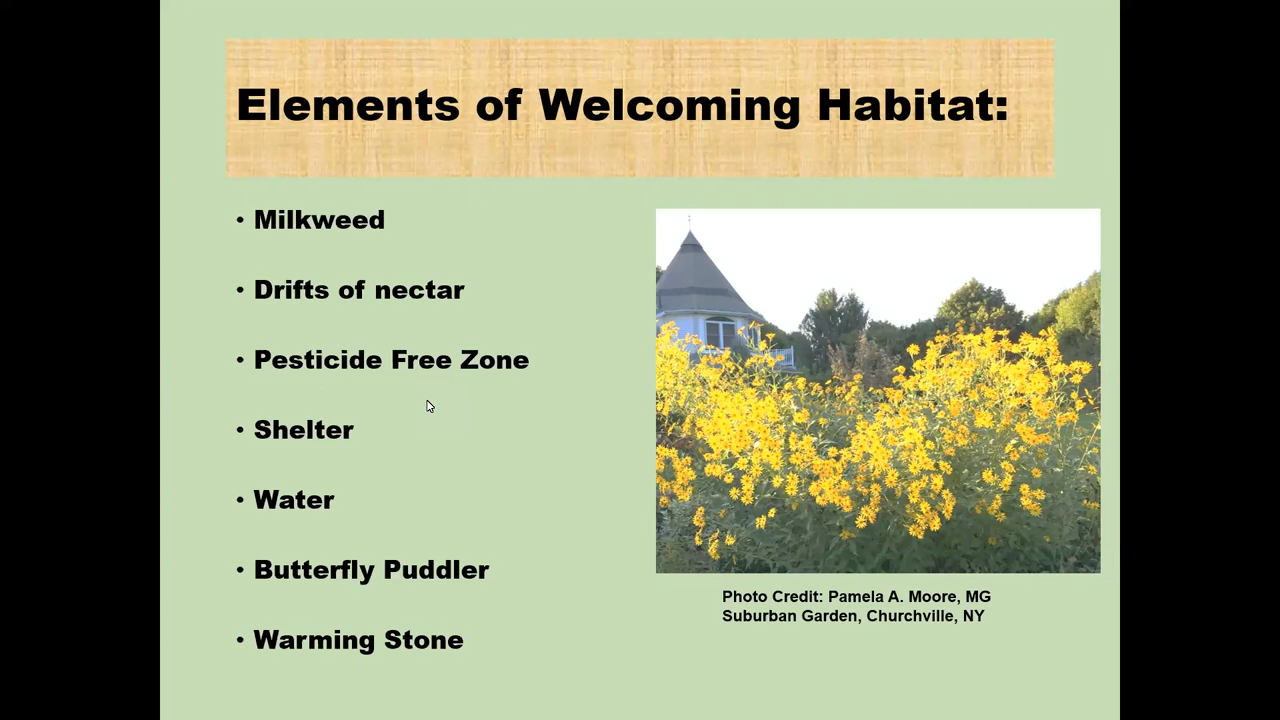 Elements of Welcoming Habitat:
• Milkweed
• Drifts of nectar
• Pesticide Free Zone
• Shelter
• Water
• Butterfly Puddler
• Warming Stone
Photo Credit: Pamela A. Moore, MG
Suburban Garden, Churchville, NY